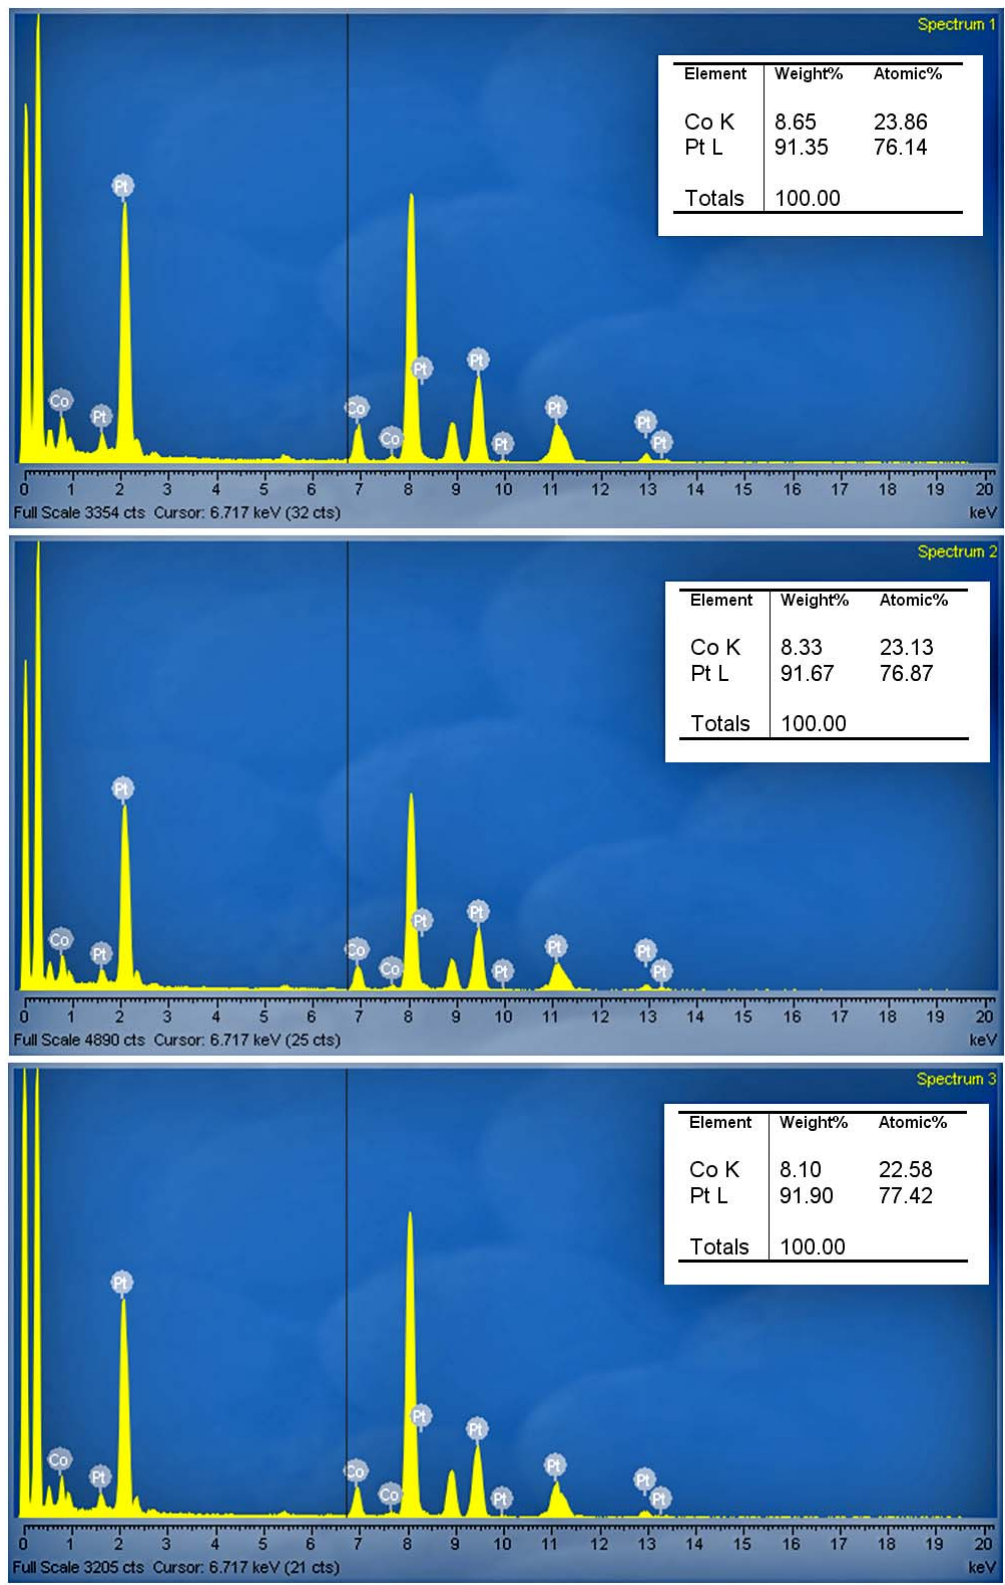 Spectrum 1
Element Weight% Atomic%
Co K 8.65 23.86
Pt L 91.35 76.14
Totals 100.00
Pt
Pt
Pt
Co
Pt
Co
Pt
Pt
Co
Pt
Pt
0 1 2 3 4 5 6 7 8 9 10 11 12 13 14 15 16 17 18 19 20
Full Scale 3354 cts Cursor: 6.717 keV (32 cts) keV
Spectrum 2
Element Weight% Atomic%
Co K 8.33 23.13
Pt L 91.67 76.87
Totals 100.00
Pt
Pt
Pt
Co
Pt
Co
Pt
Pt
Co
Pt
Pt
0 1 2 3 4 5 6 7 8 9 10 11 12 13 14 15 16 17 18 19 20
Full Scale 4890 cts Cursor: 6.717 keV (25 cts) keV
Spectrum 3
Element Weight% Atomic%
Co K 8.10 22.58
Pt L 91.90 77.42
Totals 100.00
Pt
Pt
Pt
Co
Pt
Co
Pt
Pt
Co
Pt
Pt
0 1 2 3 4 5 6 7 8 9 10 11 12 13 14 15 16 17 18 19 20
Full Scale 3205 cts Cursor: 6.717 keV (21 cts) keV